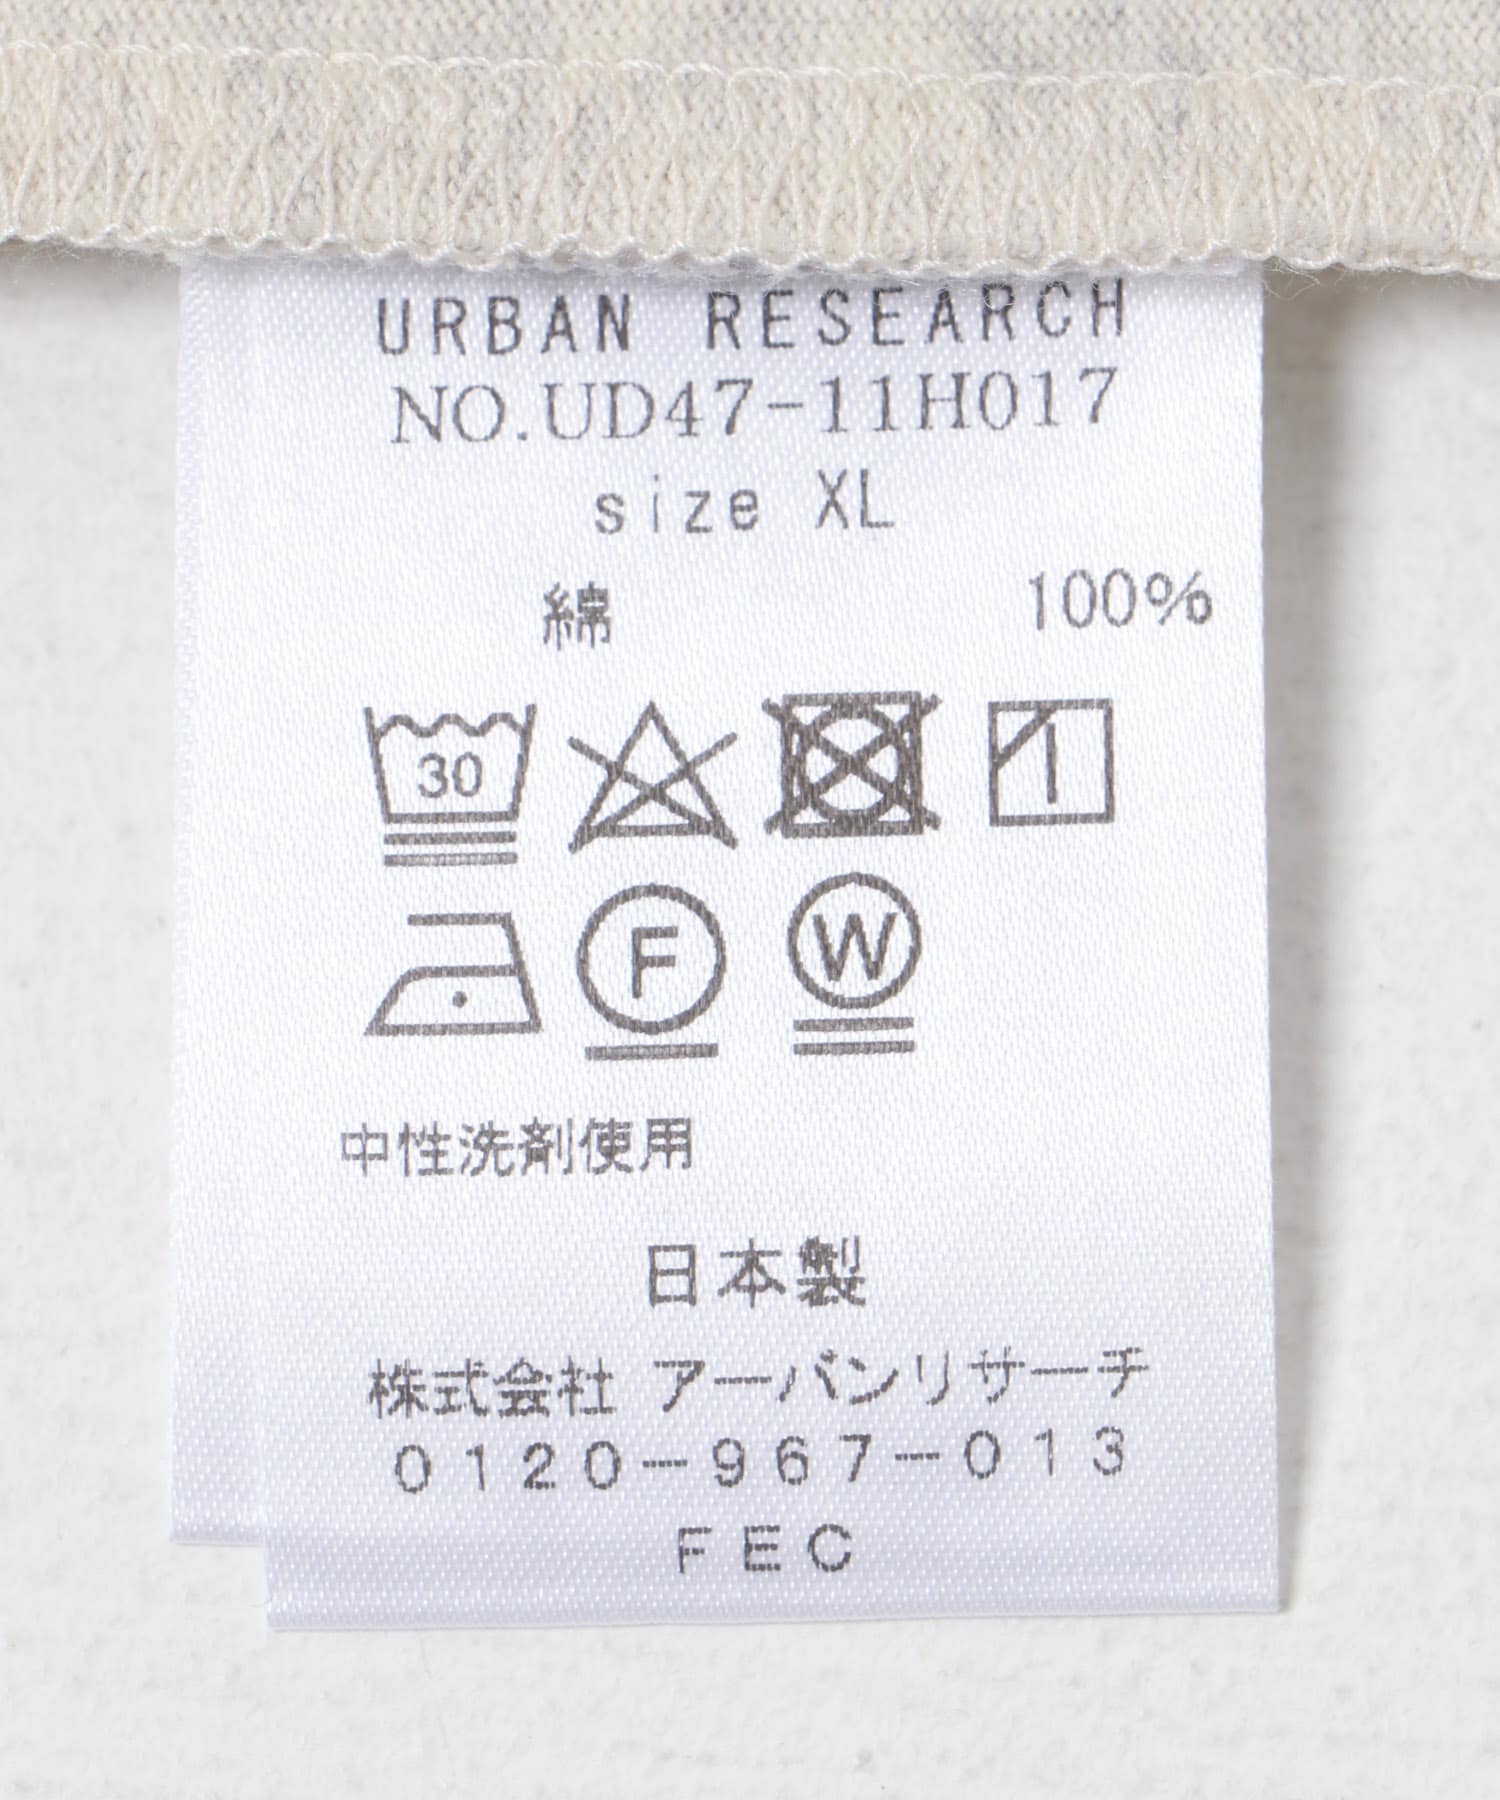 URBAN RESEARCH
NO.UD47-11H017
size XL
綿 100%
30
F W
中性洗剤使用
日本製
株式会社 アーバンリサーチ
0120-967-013
FEC